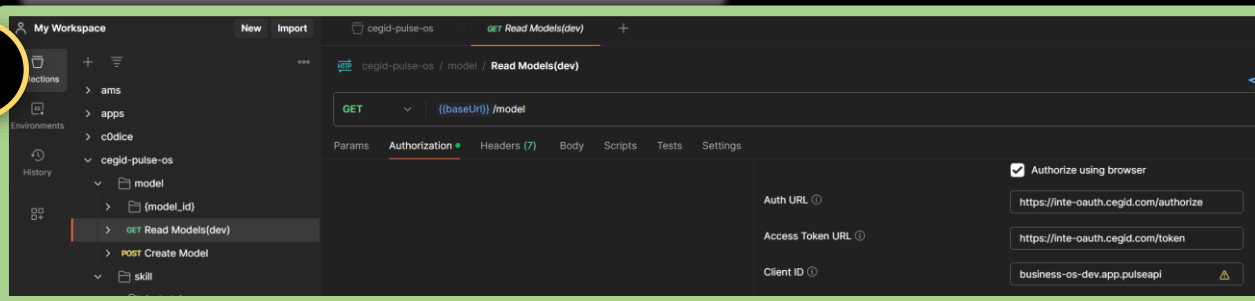 My Workspace New Import cegid-pulse-os GET Read Models(dev)
HTTP cegid-pulse-os / model / Read Models(dev)
lections
> ams
Environments
> apps
GET {{baseUrl}} /model
> c0dice
cegid-pulse-os
Params Authorization Headers (7) Body Scripts Tests Settings
History
model
Authorize using browser
> {model_id}
Auth URL https://inte-oauth.cegid.com/authorize
> GET Read Models(dev)
Access Token URL https://inte-oauth.cegid.com/token
> POST Create Model
skill
Client ID business-os-dev.app.pulseapi